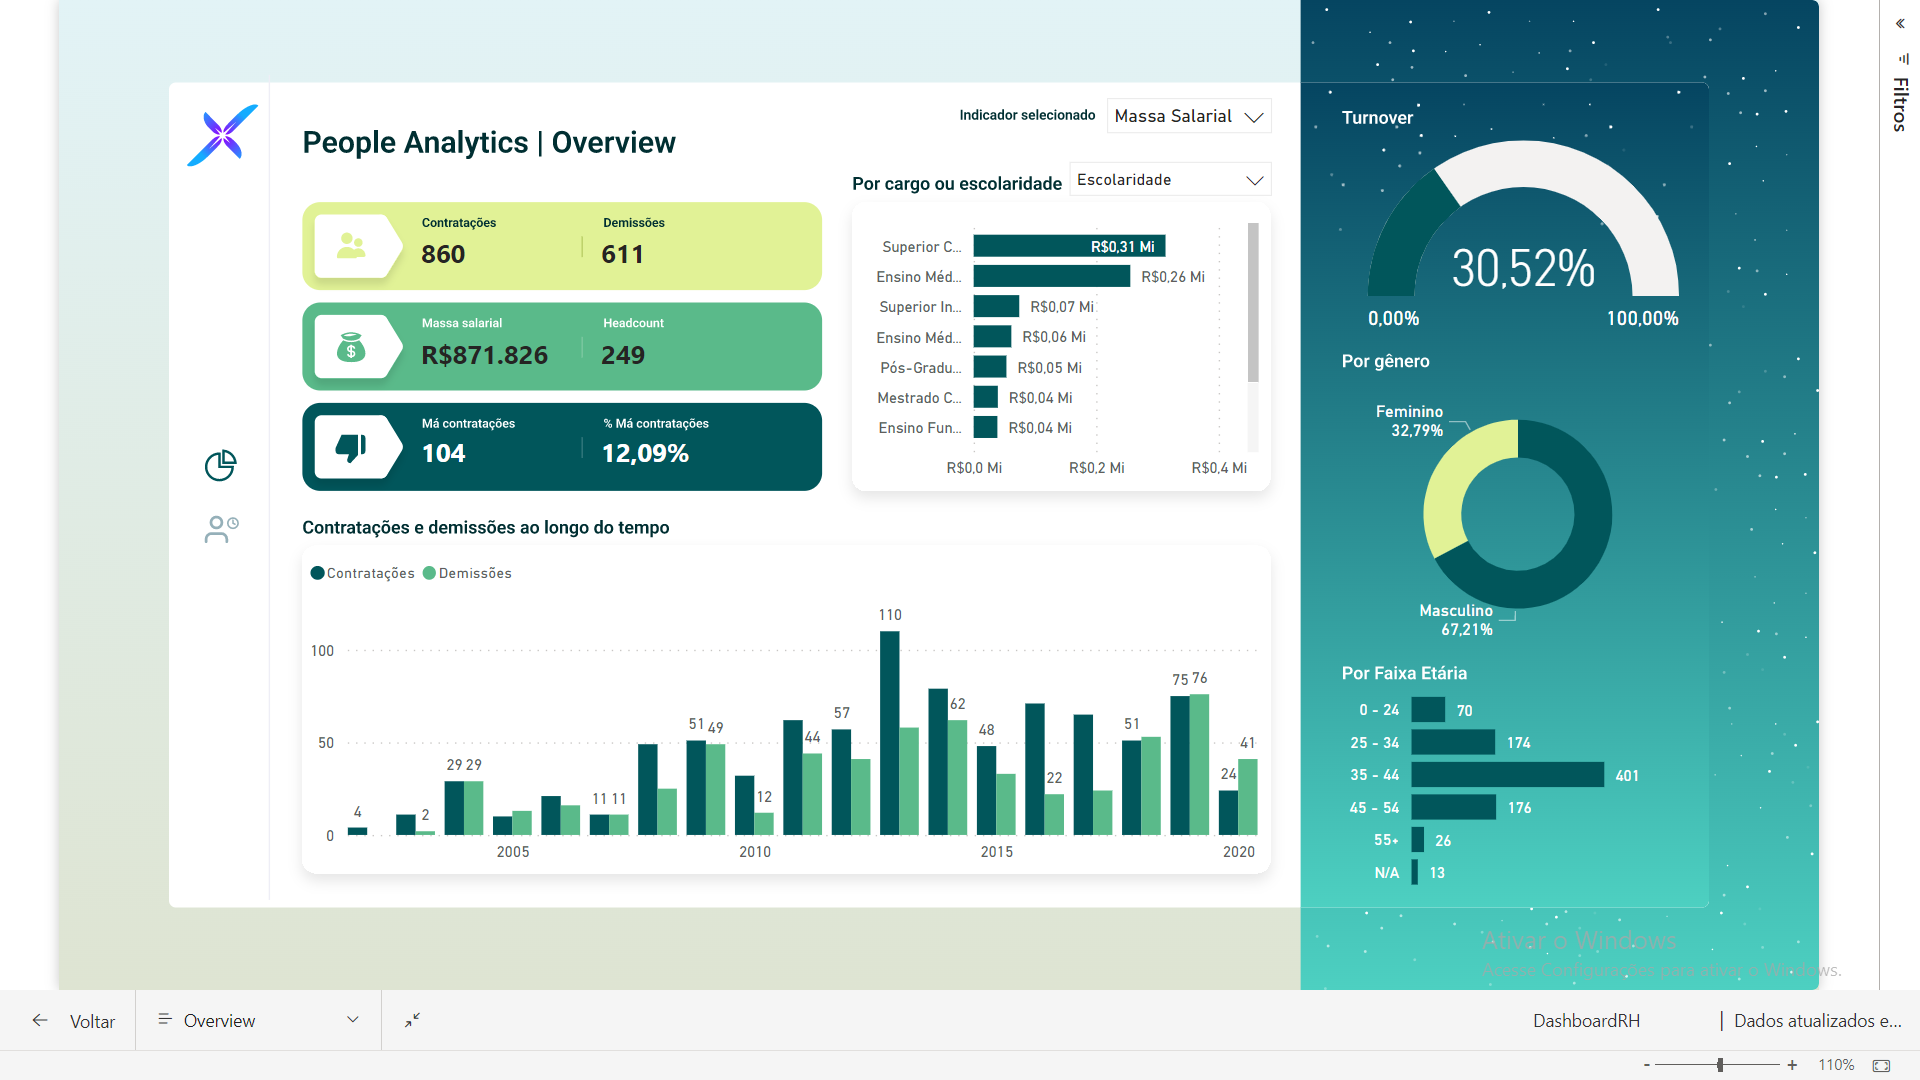 People Analytics | Overview
Indicador selecionado
Massa Salarial
Por cargo ou escolaridade
Escolaridade
Contratações
860
Demissões
611
Massa salarial
R$871.826
Headcount
249
Má contratações
104
% Má contratações
12,09%
Superior C... R$0,31 Mi
Ensino Méd... R$0,26 Mi
Superior In... R$0,07 Mi
Ensino Méd... R$0,06 Mi
Pós-Gradu... R$0,05 Mi
Mestrado C... R$0,04 Mi
Ensino Fun... R$0,04 Mi
R$0,0 Mi R$0,2 Mi R$0,4 Mi
Contratações e demissões ao longo do tempo
Contratações Demissões
110
100
75 76
62
57
51 49
48
51
50
44
41
29 29
24
22
12
11 11
4
2
0
2005 2010 2015 2020
Turnover
30,52%
0,00% 100,00%
Por gênero
Feminino
32,79%
Masculino
67,21%
Por Faixa Etária
0 - 24 70
25 - 34 174
35 - 44 401
45 - 54 176
55+ 26
N/A 13
Filtros
Ativar o Windows
Acesse Configurações para ativar o Windows.
Voltar
Overview
DashboardRH
| Dados atualizados e...
- + 110%